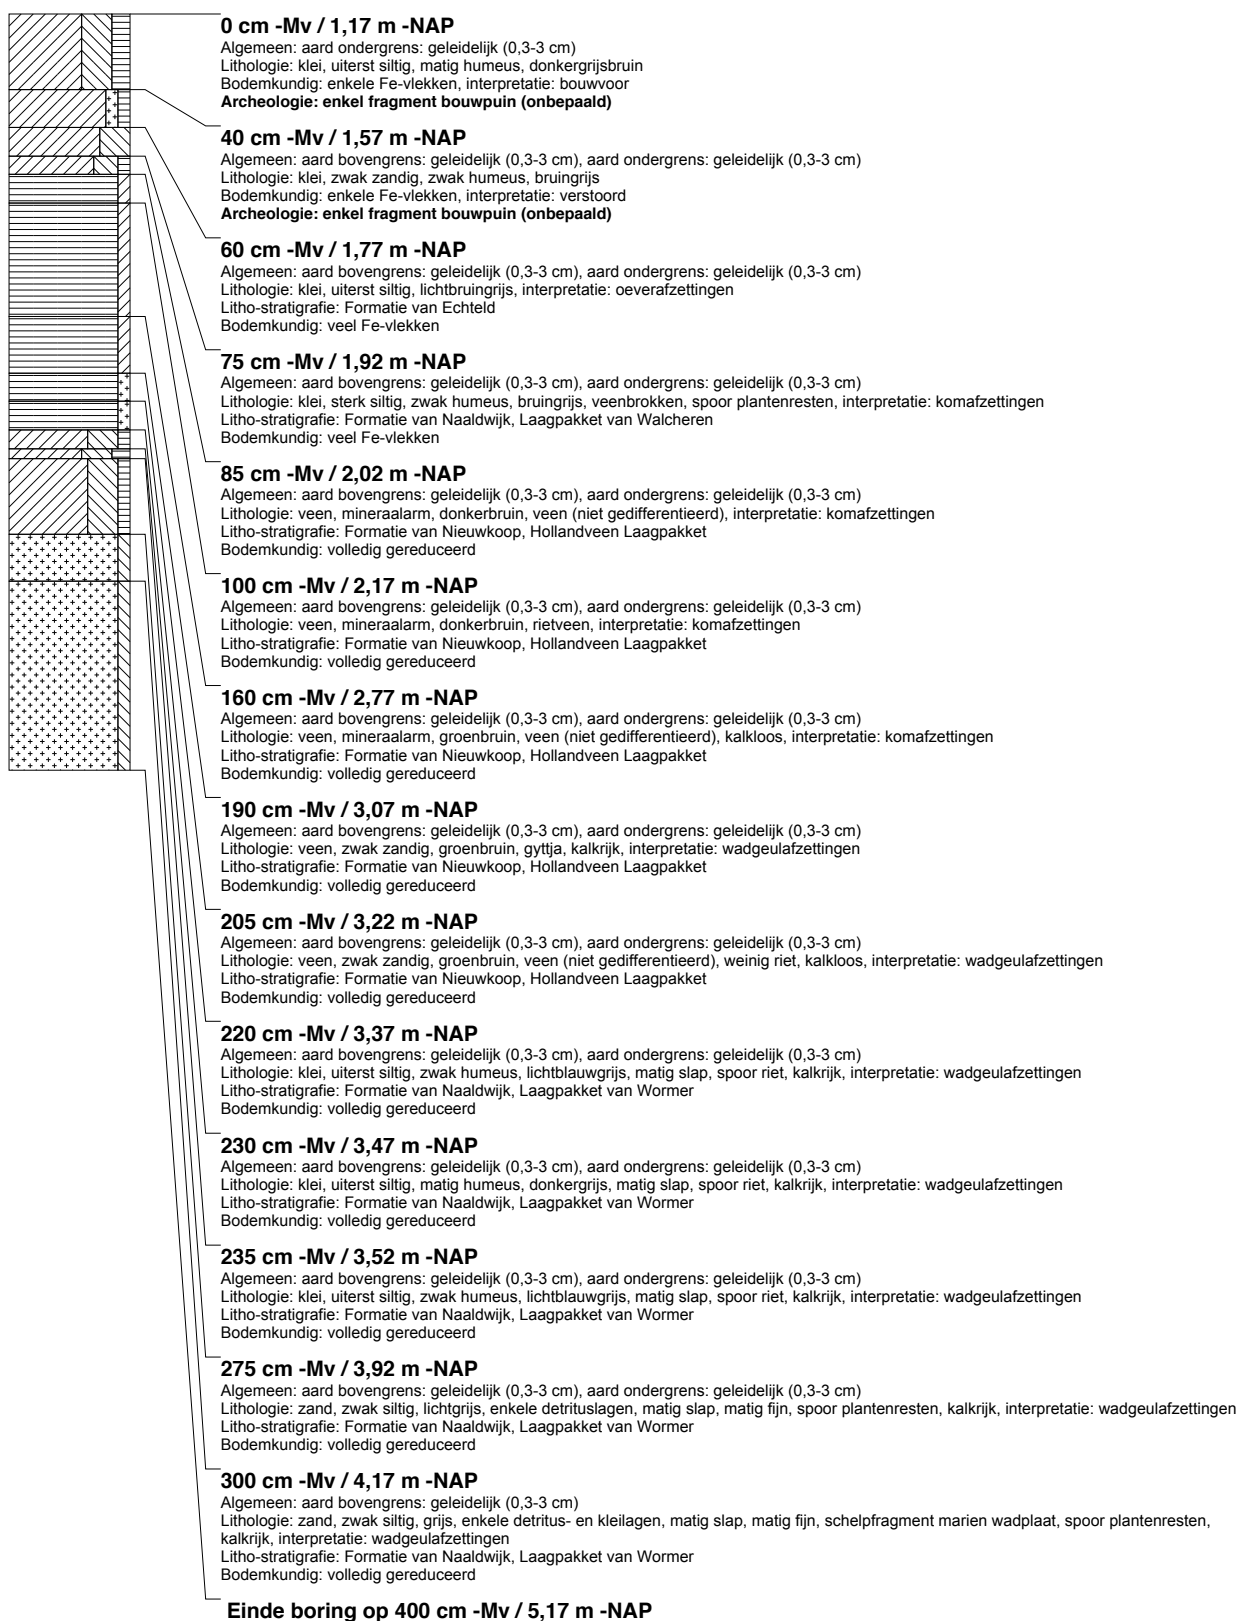 0 cm -Mv / 1,17 m -NAP
Algemeen: aard ondergrens: geleidelijk (0,3-3 cm)
Lithologie: klei, uiterst siltig, matig humeus, donkergrijsbruin
Bodemkundig: enkele Fe-vlekken, interpretatie: bouwvoor
Archeologie: enkel fragment bouwpuin (onbepaald)
40 cm -Mv / 1,57 m -NAP
Algemeen: aard bovengrens: geleidelijk (0,3-3 cm), aard ondergrens: geleidelijk (0,3-3 cm)
Lithologie: klei, zwak zandig, zwak humeus, bruingrijs
Bodemkundig: enkele Fe-vlekken, interpretatie: verstoord
Archeologie: enkel fragment bouwpuin (onbepaald)
60 cm -Mv / 1,77 m -NAP
Algemeen: aard bovengrens: geleidelijk (0,3-3 cm), aard ondergrens: geleidelijk (0,3-3 cm)
Lithologie: klei, uiterst siltig, lichtbruingrijs, interpretatie: oeverafzettingen
Litho-stratigrafie: Formatie van Echteld
Bodemkundig: veel Fe-vlekken
75 cm -Mv / 1,92 m -NAP
Algemeen: aard bovengrens: geleidelijk (0,3-3 cm), aard ondergrens: geleidelijk (0,3-3 cm)
Lithologie: klei, sterk siltig, zwak humeus, bruingrijs, veenbrokken, spoor plantenresten, interpretatie: komafzettingen
Litho-stratigrafie: Formatie van Naaldwijk, Laagpakket van Walcheren
Bodemkundig: veel Fe-vlekken
85 cm -Mv / 2,02 m -NAP
Algemeen: aard bovengrens: geleidelijk (0,3-3 cm), aard ondergrens: geleidelijk (0,3-3 cm)
Lithologie: veen, mineraalarm, donkerbruin, veen (niet gedifferentieerd), interpretatie: komafzettingen
Litho-stratigrafie: Formatie van Nieuwkoop, Hollandveen Laagpakket
Bodemkundig: volledig gereduceerd
100 cm -Mv / 2,17 m -NAP
Algemeen: aard bovengrens: geleidelijk (0,3-3 cm), aard ondergrens: geleidelijk (0,3-3 cm)
Lithologie: veen, mineraalarm, donkerbruin, rietveen, interpretatie: komafzettingen
Litho-stratigrafie: Formatie van Nieuwkoop, Hollandveen Laagpakket
Bodemkundig: volledig gereduceerd
160 cm -Mv / 2,77 m -NAP
Algemeen: aard bovengrens: geleidelijk (0,3-3 cm), aard ondergrens: geleidelijk (0,3-3 cm)
Lithologie: veen, mineraalarm, groenbruin, veen (niet gedifferentieerd), kalkloos, interpretatie: komafzettingen
Litho-stratigrafie: Formatie van Nieuwkoop, Hollandveen Laagpakket
Bodemkundig: volledig gereduceerd
190 cm -Mv / 3,07 m -NAP
Algemeen: aard bovengrens: geleidelijk (0,3-3 cm), aard ondergrens: geleidelijk (0,3-3 cm)
Lithologie: veen, zwak zandig, groenbruin, gyttja, kalkrijk, interpretatie: wadgeulafzettingen
Litho-stratigrafie: Formatie van Nieuwkoop, Hollandveen Laagpakket
Bodemkundig: volledig gereduceerd
205 cm -Mv / 3,22 m -NAP
Algemeen: aard bovengrens: geleidelijk (0,3-3 cm), aard ondergrens: geleidelijk (0,3-3 cm)
Lithologie: veen, zwak zandig, groenbruin, veen (niet gedifferentieerd), weinig riet, kalkloos, interpretatie: wadgeulafzettingen
Litho-stratigrafie: Formatie van Nieuwkoop, Hollandveen Laagpakket
Bodemkundig: volledig gereduceerd
220 cm -Mv / 3,37 m -NAP
Algemeen: aard bovengrens: geleidelijk (0,3-3 cm), aard ondergrens: geleidelijk (0,3-3 cm)
Lithologie: klei, uiterst siltig, zwak humeus, lichtblauwgrijs, matig slap, spoor riet, kalkrijk, interpretatie: wadgeulafzettingen
Litho-stratigrafie: Formatie van Naaldwijk, Laagpakket van Wormer
Bodemkundig: volledig gereduceerd
230 cm -Mv / 3,47 m -NAP
Algemeen: aard bovengrens: geleidelijk (0,3-3 cm), aard ondergrens: geleidelijk (0,3-3 cm)
Lithologie: klei, uiterst siltig, matig humeus, donkergrijs, matig slap, spoor riet, kalkrijk, interpretatie: wadgeulafzettingen
Litho-stratigrafie: Formatie van Naaldwijk, Laagpakket van Wormer
Bodemkundig: volledig gereduceerd
235 cm -Mv / 3,52 m -NAP
Algemeen: aard bovengrens: geleidelijk (0,3-3 cm), aard ondergrens: geleidelijk (0,3-3 cm)
Lithologie: klei, uiterst siltig, zwak humeus, lichtblauwgrijs, matig slap, spoor riet, kalkrijk, interpretatie: wadgeulafzettingen
Litho-stratigrafie: Formatie van Naaldwijk, Laagpakket van Wormer
Bodemkundig: volledig gereduceerd
275 cm -Mv / 3,92 m -NAP
Algemeen: aard bovengrens: geleidelijk (0,3-3 cm), aard ondergrens: geleidelijk (0,3-3 cm)
Lithologie: zand, zwak siltig, lichtgrijs, enkele detrituslagen, matig slap, matig fijn, spoor plantenresten, kalkrijk, interpretatie: wadgeulafzettingen
Litho-stratigrafie: Formatie van Naaldwijk, Laagpakket van Wormer
Bodemkundig: volledig gereduceerd
300 cm -Mv / 4,17 m -NAP
Algemeen: aard bovengrens: geleidelijk (0,3-3 cm)
Lithologie: zand, zwak siltig, grijs, enkele detritus- en kleilagen, matig slap, matig fijn, schelpfragment marien wadplaat, spoor plantenresten,
kalkrijk, interpretatie: wadgeulafzettingen
Litho-stratigrafie: Formatie van Naaldwijk, Laagpakket van Wormer
Bodemkundig: volledig gereduceerd
Einde boring op 400 cm -Mv / 5,17 m -NAP